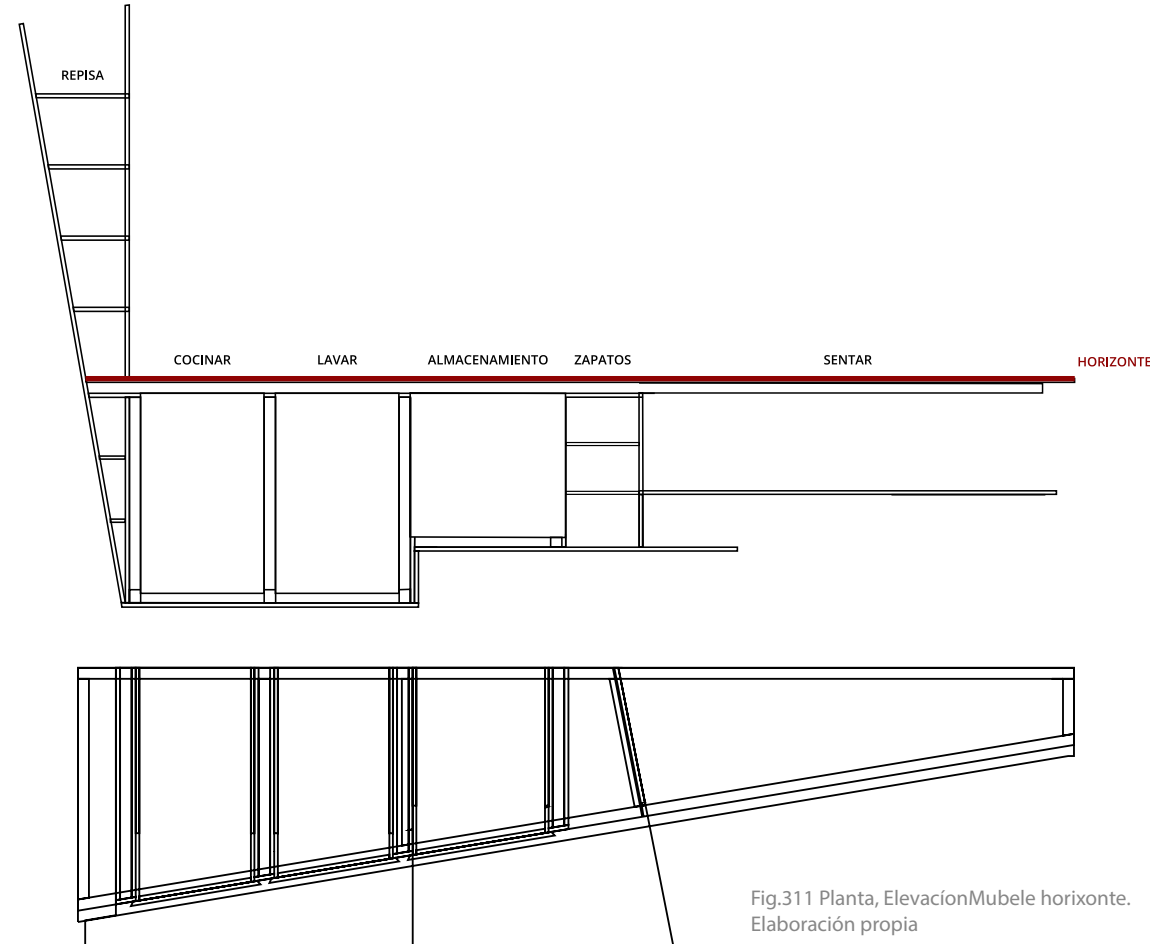 REPISA
COCINAR
LAVAR
ALMACENAMIENTO
ZAPATOS
SENTAR
HORIZONTE
Fig.311 Planta, ElevacíonMubele horixonte.
Elaboración propia